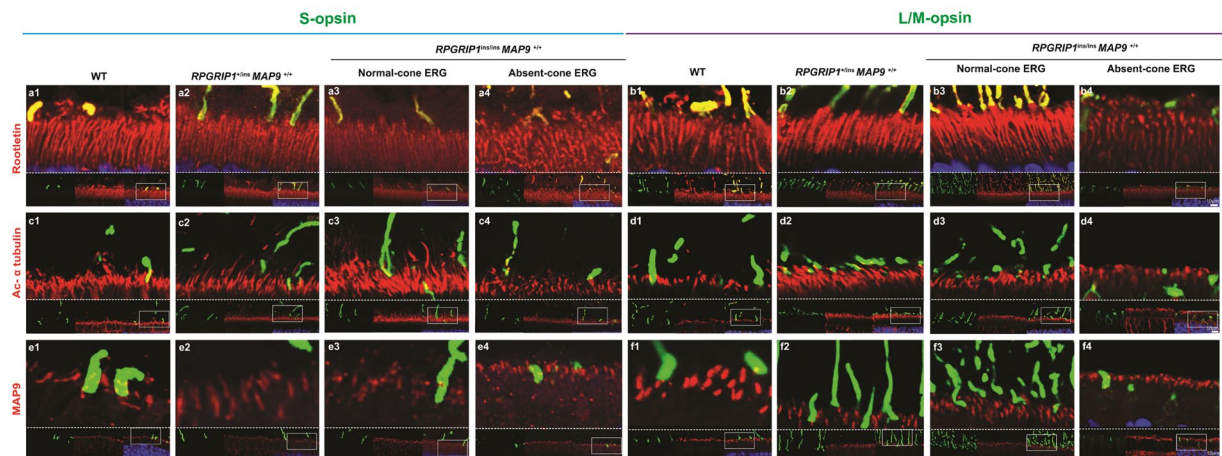 S-opsin L/M-opsin
RPGRIP1ins/ins MAP9 +/+ RPGRIP1ins/ins MAP9 +/+
WT RPGRIP1+/ins MAP9 +/+ Normal-cone ERG Absent-cone ERG WT RPGRIP1+/ins MAP9 +/+ Normal-cone ERG Absent-cone ERG
Rootletin
a1 a2 a3 a4 b1 b2 b3 b4
10μm
Ac- α tubulin
c1 c2 c3 c4 d1 d2 d3 d4
MAP9
e1 e2 e3 e4 f1 f2 f3 f4
10μm